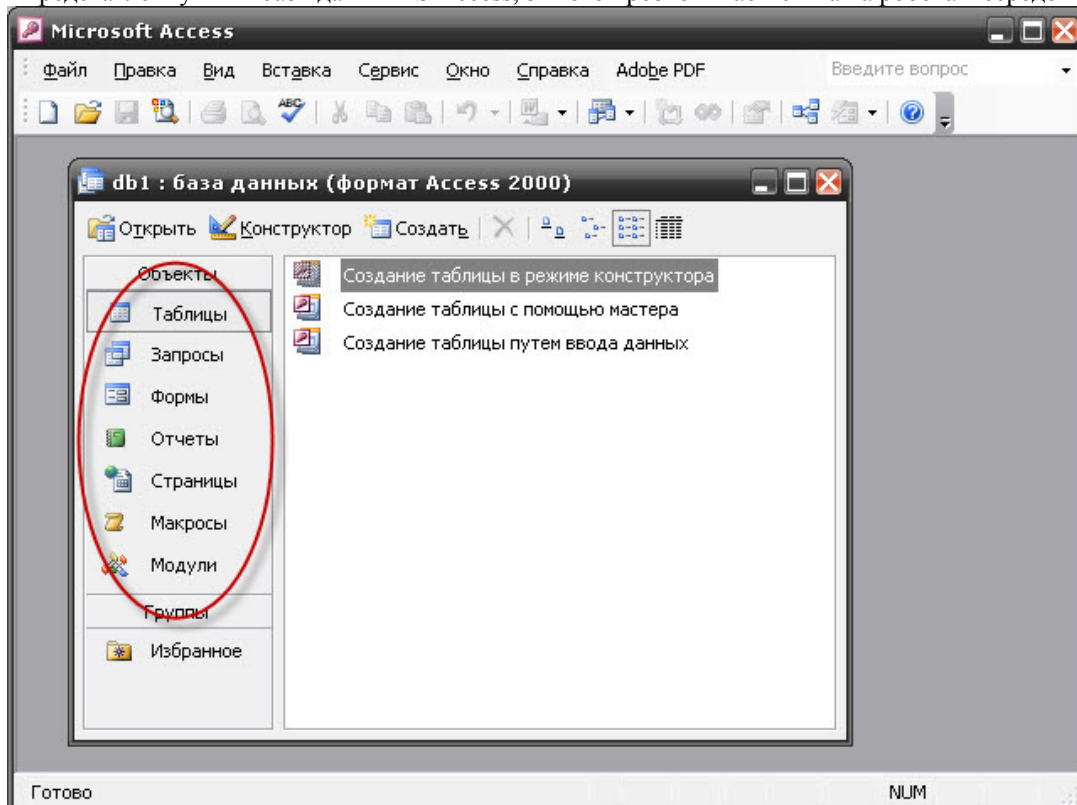 Microsoft Access
Файл Правка Вид Вставка Сервис Окно Справка Adobe PDF Введите вопрос
db1 : база данных (формат Access 2000)
Открыть Конструктор Создать
Объекты
Таблицы
Запросы
Формы
Отчеты
Страницы
Макросы
Модули
Группы
Избранное
Создание таблицы в режиме конструктора
Создание таблицы с помощью мастера
Создание таблицы путем ввода данных
Готово NUM